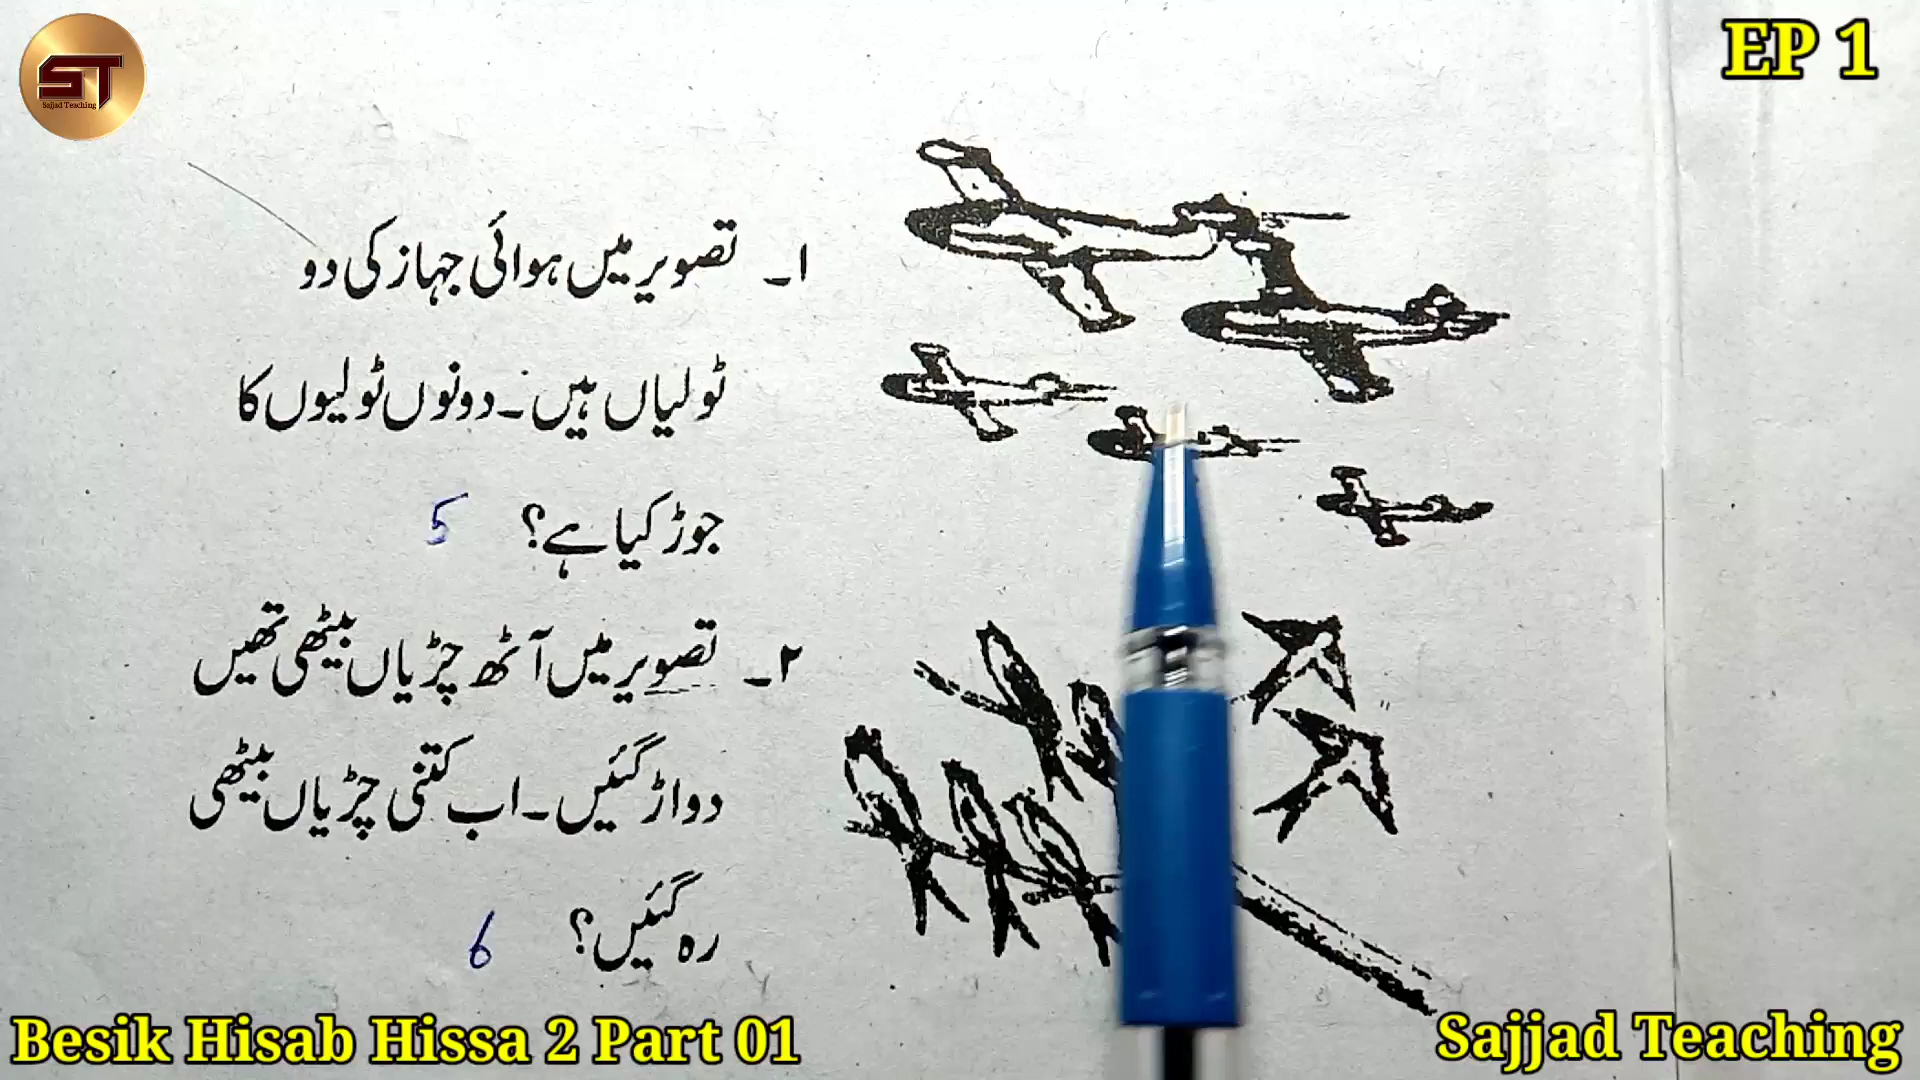 ST
Sajjad Teaching
EP 1
۱۔ تصویر میں ہوائی جہاز کی دو
ٹولیاں ہیں۔ دونوں ٹولیوں کا
جوڑ کیا ہے؟ 5
۲۔ تصویر میں آٹھ چڑیاں بیٹھی تھیں
دو اڑ گئیں۔ اب کتنی چڑیاں بیٹھی
رہ گئیں؟ 6
Besik Hisab Hissa 2 Part 01
Sajjad Teaching